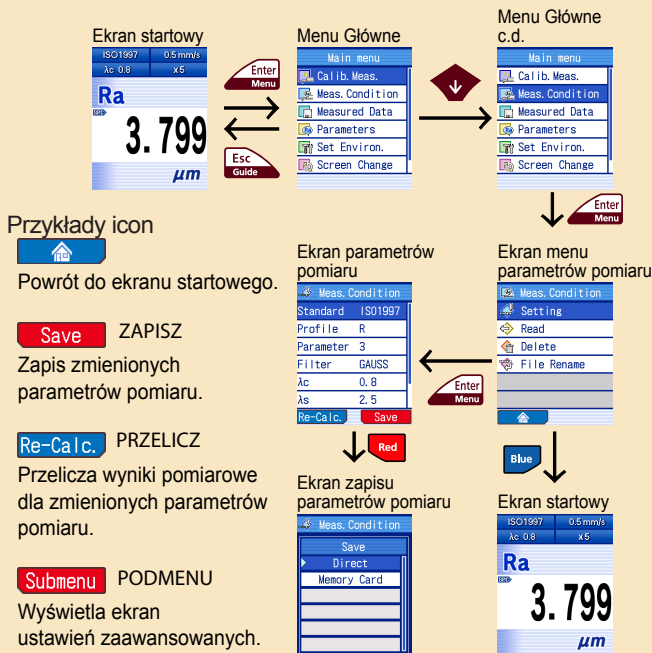 Ekran startowy
ISO1997 0.5mm/s
λc 0.8 x5
Ra
3.799
µm
Enter
Menu
Esc
Guide
Menu Główne
Main menu
Calib. Meas.
Meas. Condition
Measured Data
Parameters
Set Environ.
Screen Change
Menu Główne
c.d.
Main menu
Calib. Meas.
Meas. Condition
Measured Data
Parameters
Set Environ.
Screen Change
Enter
Menu
Przykłady icon
Powrót do ekranu startowego.
Save ZAPISZ
Zapis zmienionych
parametrów pomiaru.
Re-Calc. PRZELICZ
Przelicza wyniki pomiarowe
dla zmienionych parametrów
pomiaru.
Submenu PODMENU
Wyświetla ekran
ustawień zaawansowanych.
Ekran parametrów
pomiaru
Meas. Condition
Standard ISO1997
Profile R
Parameter 3
Filter GAUSS
λc 0.8
λs 2.5
Re-Calc. Save
Enter
Menu
Ekran menu
parametrów pomiaru
Meas. Condition
Setting
Read
Delete
File Rename
Red
Ekran zapisu
parametrów pomiaru
Meas. Condition
Save
Direct
Memory Card
Blue
Ekran startowy
ISO1997 0.5mm/s
λc 0.8 x5
Ra
3.799
µm